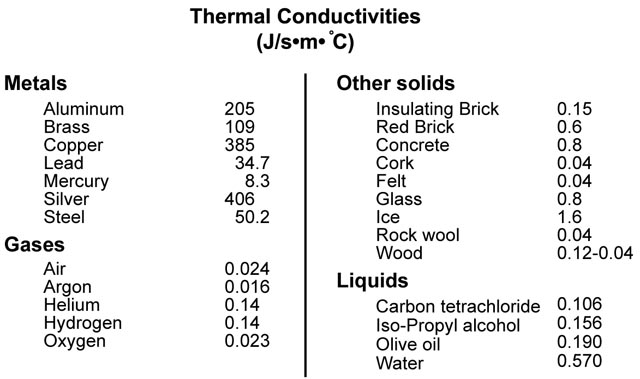 Thermal Conductivities
(J/s•m•°C)
Metals
Aluminum 205
Brass 109
Copper 385
Lead 34.7
Mercury 8.3
Silver 406
Steel 50.2
Gases
Air 0.024
Argon 0.016
Helium 0.14
Hydrogen 0.14
Oxygen 0.023
Other solids
Insulating Brick 0.15
Red Brick 0.6
Concrete 0.8
Cork 0.04
Felt 0.04
Glass 0.8
Ice 1.6
Rock wool 0.04
Wood 0.12-0.04
Liquids
Carbon tetrachloride 0.106
Iso-Propyl alcohol 0.156
Olive oil 0.190
Water 0.570